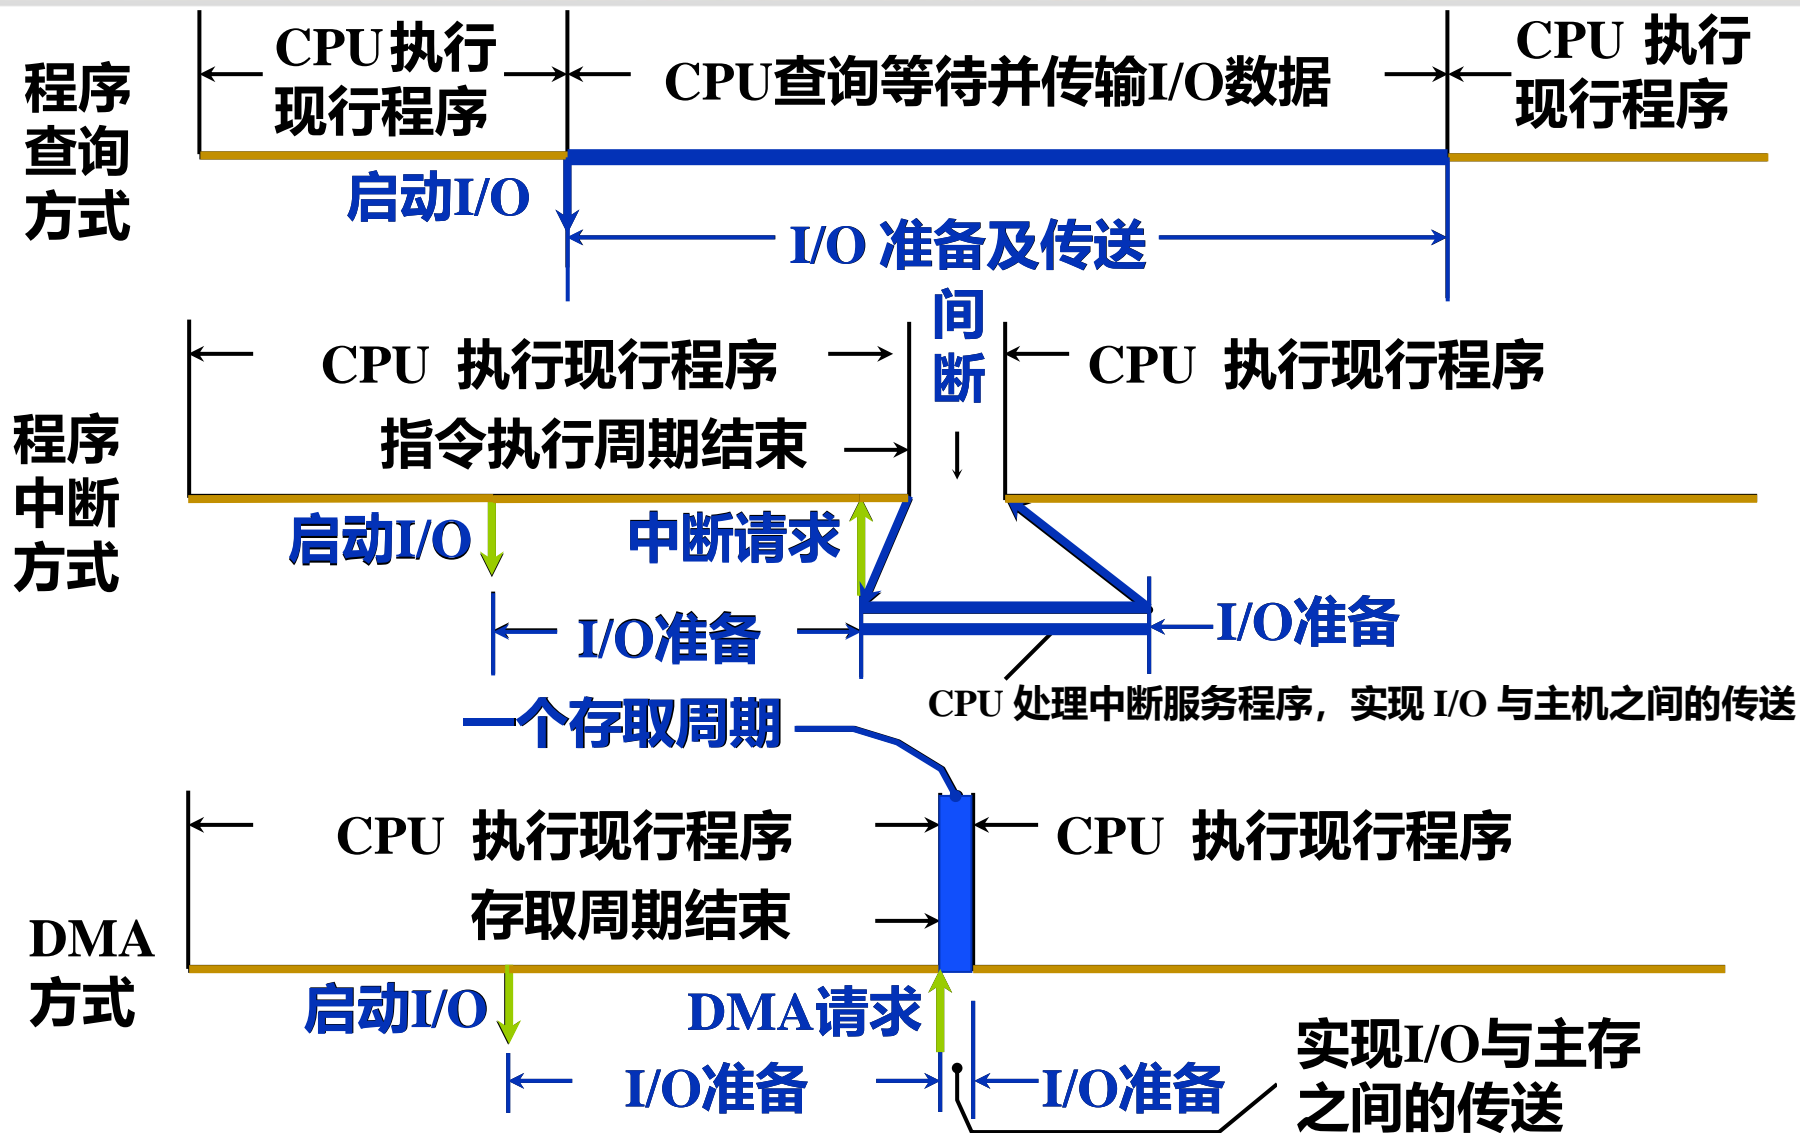 程序
查询
方式
CPU 执行
现行程序
CPU查询等待并传输I/O数据
CPU 执行
现行程序
启动I/O
I/O 准备及传送
程序
中断
方式
CPU 执行现行程序
指令执行周期结束
间
断
CPU 执行现行程序
启动I/O
中断请求
I/O准备
I/O准备
CPU 处理中断服务程序，实现 I/O 与主机之间的传送
一个存取周期
DMA
方式
CPU 执行现行程序
存取周期结束
CPU 执行现行程序
启动I/O
DMA请求
I/O准备
I/O准备
实现I/O与主存
之间的传送